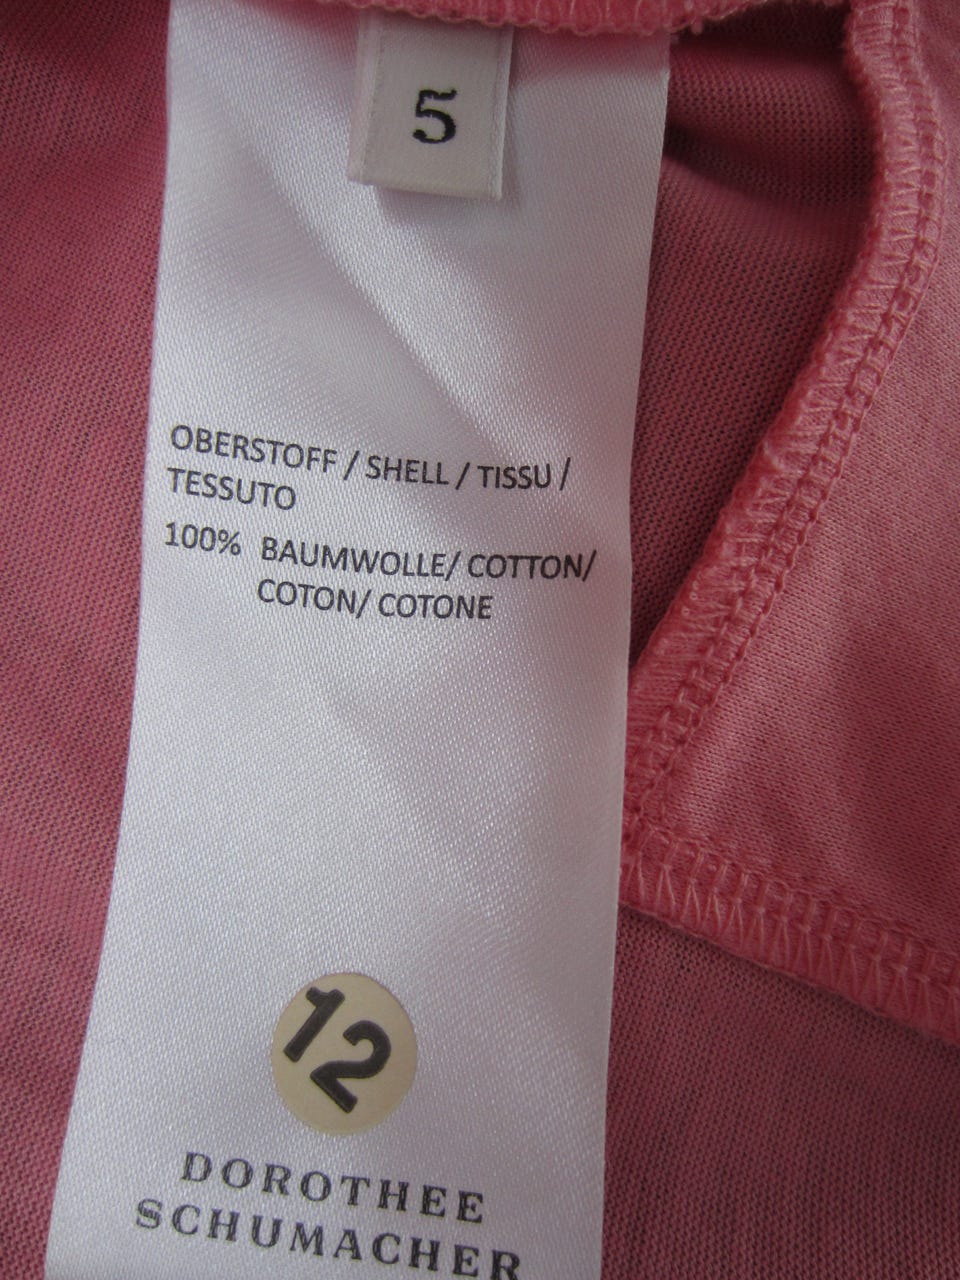 5
OBERSTOFF / SHELL / TISSU /
TESSUTO
100% BAUMWOLLE/ COTTON/
COTON/ COTONE
12
DOROTHEE
SCHUMACHER